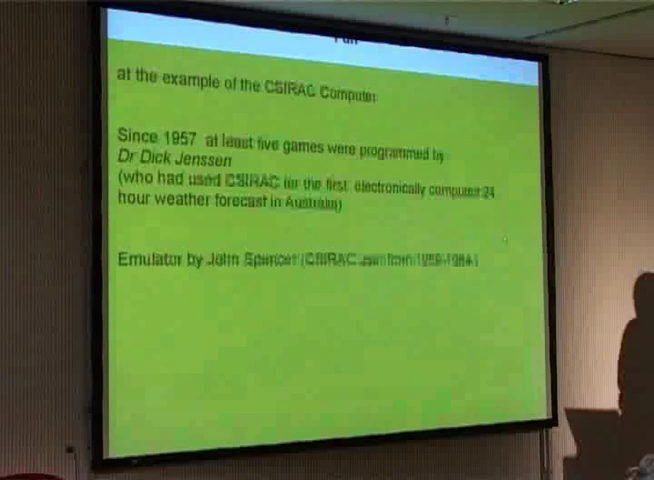 at the example of the CSIRAC Computer
Since 1957 at least five games were programmed by
Dr Dick Jenssen
(who had used CSIRAC for the first electronically computer 24
hour weather forecast in Australia)
Emulator by John Spencer (CSIRAC